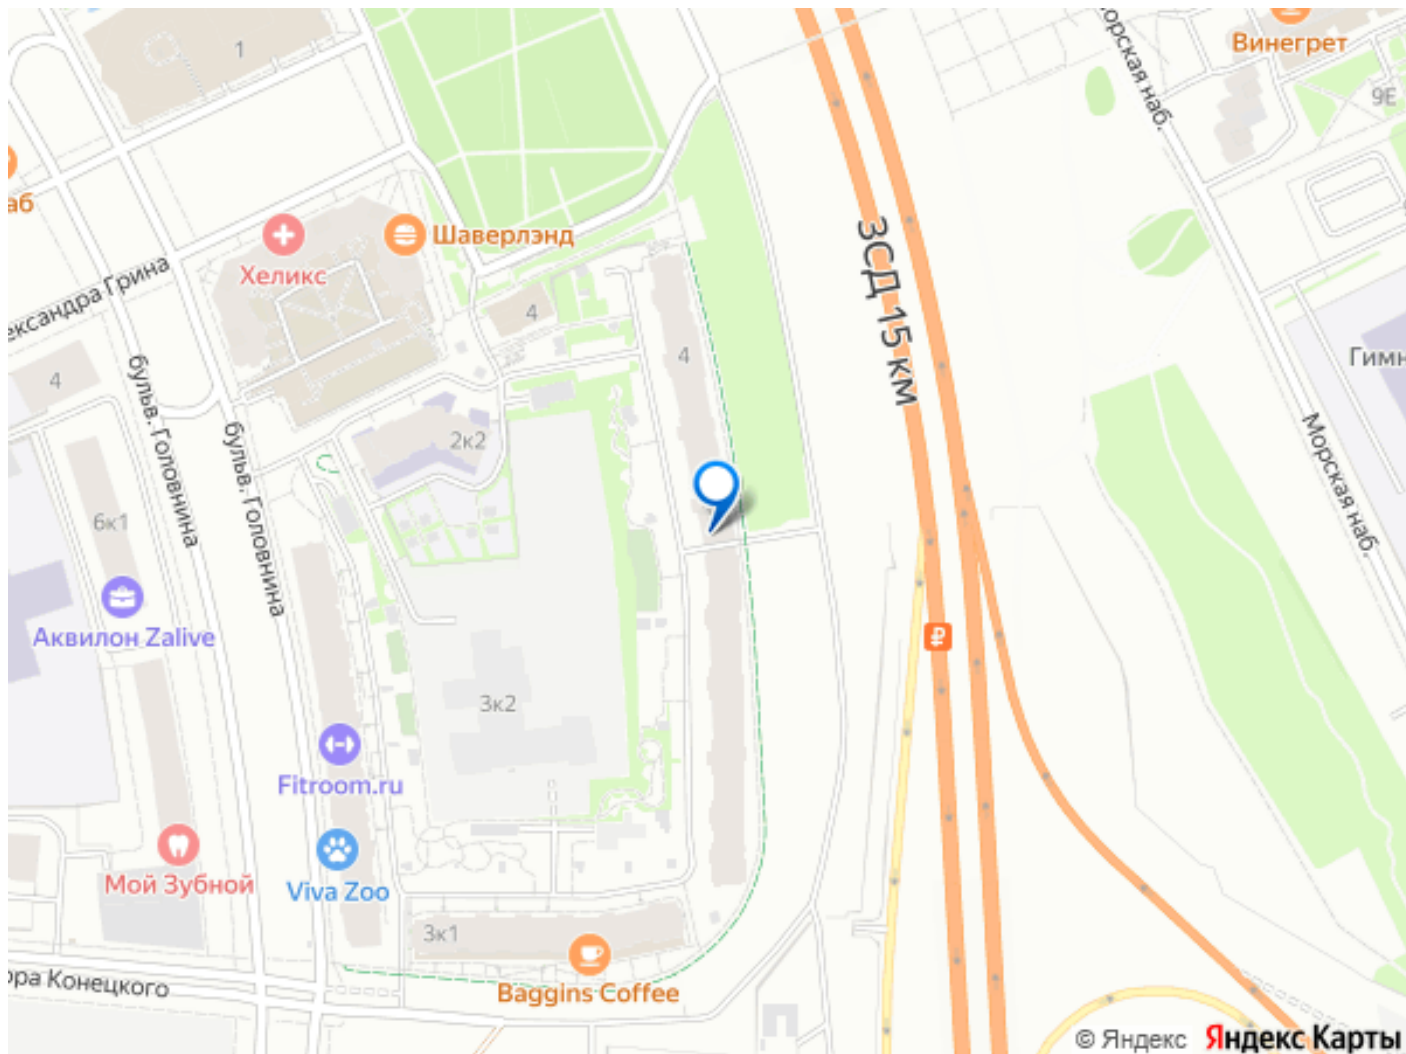 орская наб.
Винегрет
9Е
1
аб
Хеликс
Шаверлэнд
ександра Грина
4
ЗСД 15 км
4
Гимн
4
бульв. Головнина
бульв. Головнина
2к2
Морская наб.
6к1
Аквилон Zalive
₽
3к2
Fitroom.ru
Мой Зубной
Viva Zoo
3к1
ора Конецкого
Baggins Coffee
© Яндекс Яндекс Карты